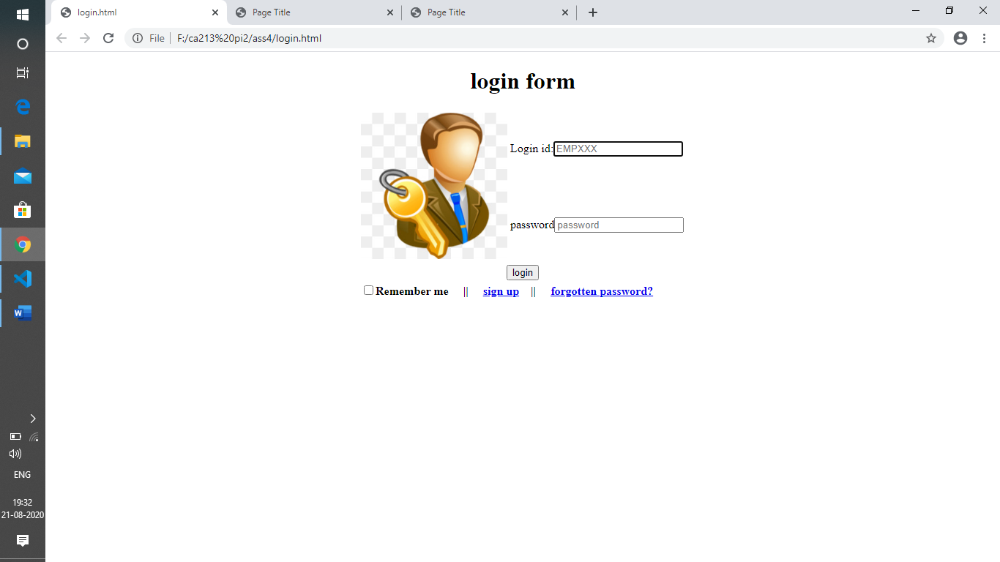 login.html
Page Title
Page Title
File
F:/ca213%20pi2/ass4/login.html
login form
Login id:
EMPXXX
password
password
login
Remember me || sign up || forgotten password?
W
ENG
19:32
21-08-2020